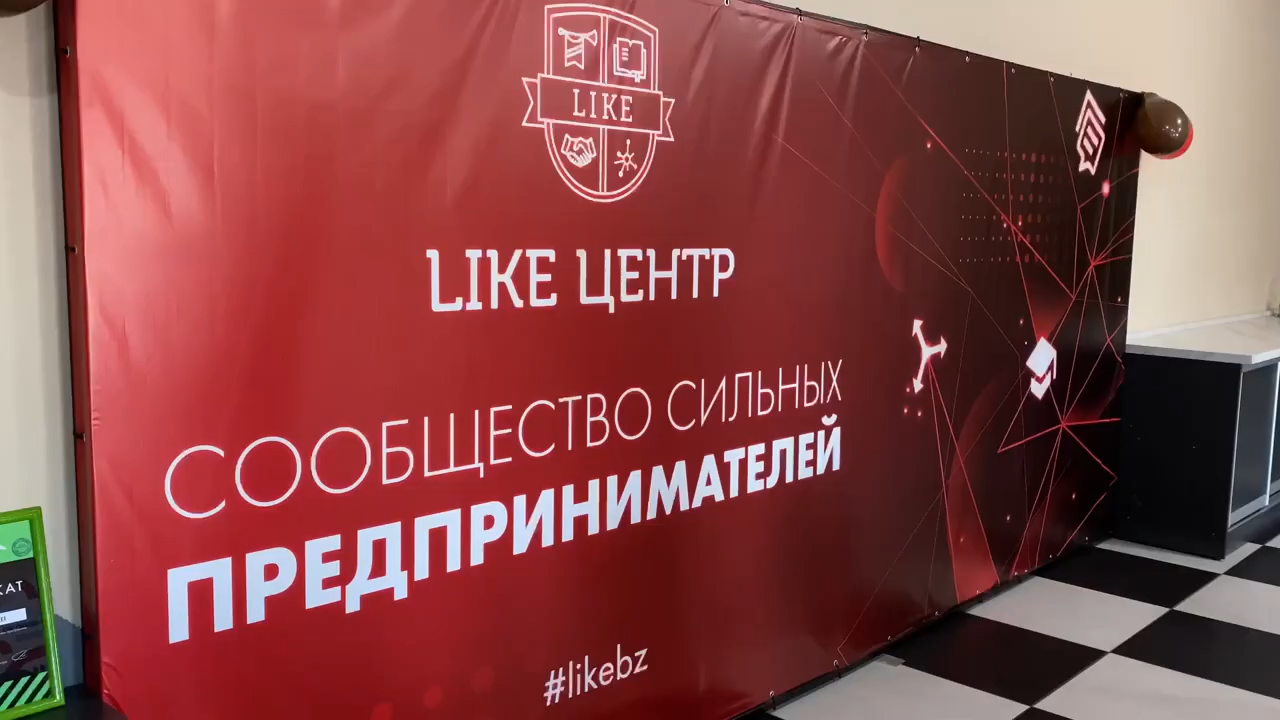 LIKE
LIKE ЦЕНТР
СООБЩЕСТВО СИЛЬНЫХ
ПРЕДПРИНИМАТЕЛЕЙ
#likebz